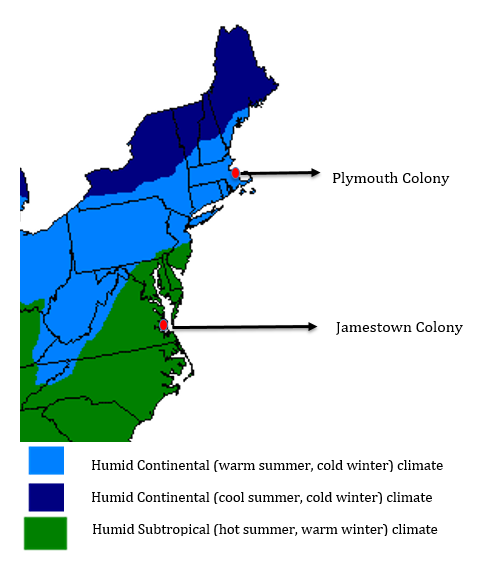 Plymouth Colony
Jamestown Colony
Humid Continental (warm summer, cold winter) climate
Humid Continental (cool summer, cold winter) climate
Humid Subtropical (hot summer, warm winter) climate